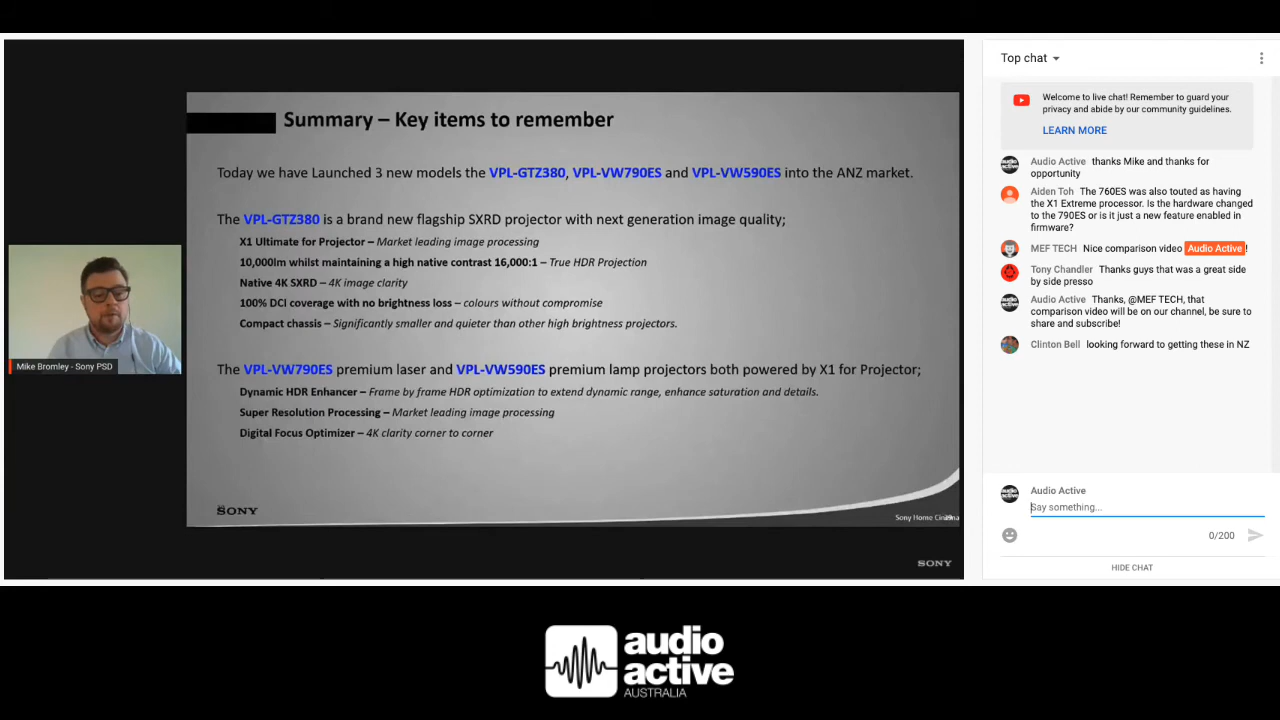 Summary – Key items to remember
Today we have Launched 3 new models the VPL-GTZ380, VPL-VW790ES and VPL-VW590ES into the ANZ market.
The VPL-GTZ380 is a brand new flagship SXRD projector with next generation image quality;
X1 Ultimate for Projector – Market leading image processing
10,000lm whilst maintaining a high native contrast 16,000:1 – True HDR Projection
Native 4K SXRD – 4K image clarity
100% DCI coverage with no brightness loss – colours without compromise
Compact chassis – Significantly smaller and quieter than other high brightness projectors.
The VPL-VW790ES premium laser and VPL-VW590ES premium lamp projectors both powered by X1 for Projector;
Dynamic HDR Enhancer – Frame by frame HDR optimization to extend dynamic range, enhance saturation and details.
Super Resolution Processing – Market leading image processing
Digital Focus Optimizer – 4K clarity corner to corner
SONY
Sony Home Cinema
SONY
Mike Bromley - Sony PSD
Top chat
Welcome to live chat! Remember to guard your
privacy and abide by our community guidelines.
LEARN MORE
Audio Active thanks Mike and thanks for
opportunity
Aiden Toh The 760ES was also touted as having
the X1 Extreme processor. Is the hardware changed
to the 790ES or is it just a new feature enabled in
firmware?
MEF TECH Nice comparison video Audio Active !
Tony Chandler Thanks guys that was a great side
by side presso
Audio Active Thanks, @MEF TECH, that
comparison video will be on our channel, be sure to
share and subscribe!
Clinton Bell looking forward to getting these in NZ
Audio Active
Say something...
0/200
HIDE CHAT
audio
active
AUSTRALIA